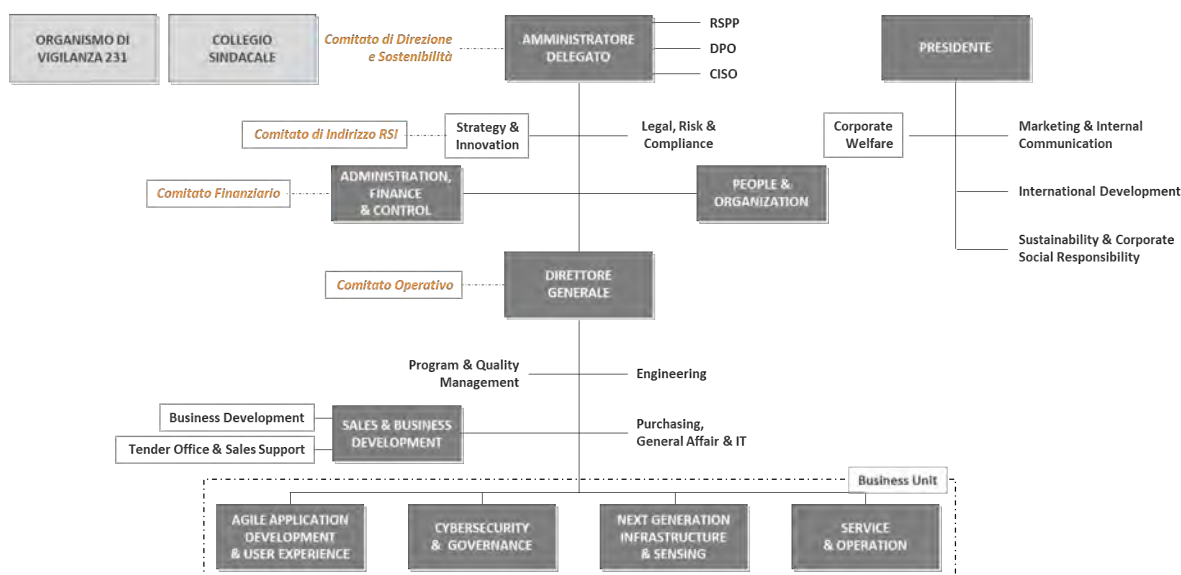 ORGANISMO DI
VIGILANZA 231
COLLEGIO
SINDACALE
Comitato di Direzione
e Sostenibilità
AMMINISTRATORE
DELEGATO
RSPP
DPO
CISO
PRESIDENTE
Comitato di Indirizzo RSI
Strategy &
Innovation
Legal, Risk &
Compliance
Corporate
Welfare
Marketing & Internal
Communication
Comitato Finanziario
ADMINISTRATION,
FINANCE
& CONTROL
PEOPLE &
ORGANIZATION
International Development
Sustainability & Corporate
Social Responsibility
Comitato Operativo
DIRETTORE
GENERALE
Program & Quality
Management
Engineering
Business Development
Tender Office & Sales Support
SALES & BUSINESS
DEVELOPMENT
Purchasing,
General Affair & IT
Business Unit
AGILE APPLICATION
DEVELOPMENT
& USER EXPERIENCE
CYBERSECURITY
& GOVERNANCE
NEXT GENERATION
INFRASTRUCTURE
& SENSING
SERVICE
& OPERATION